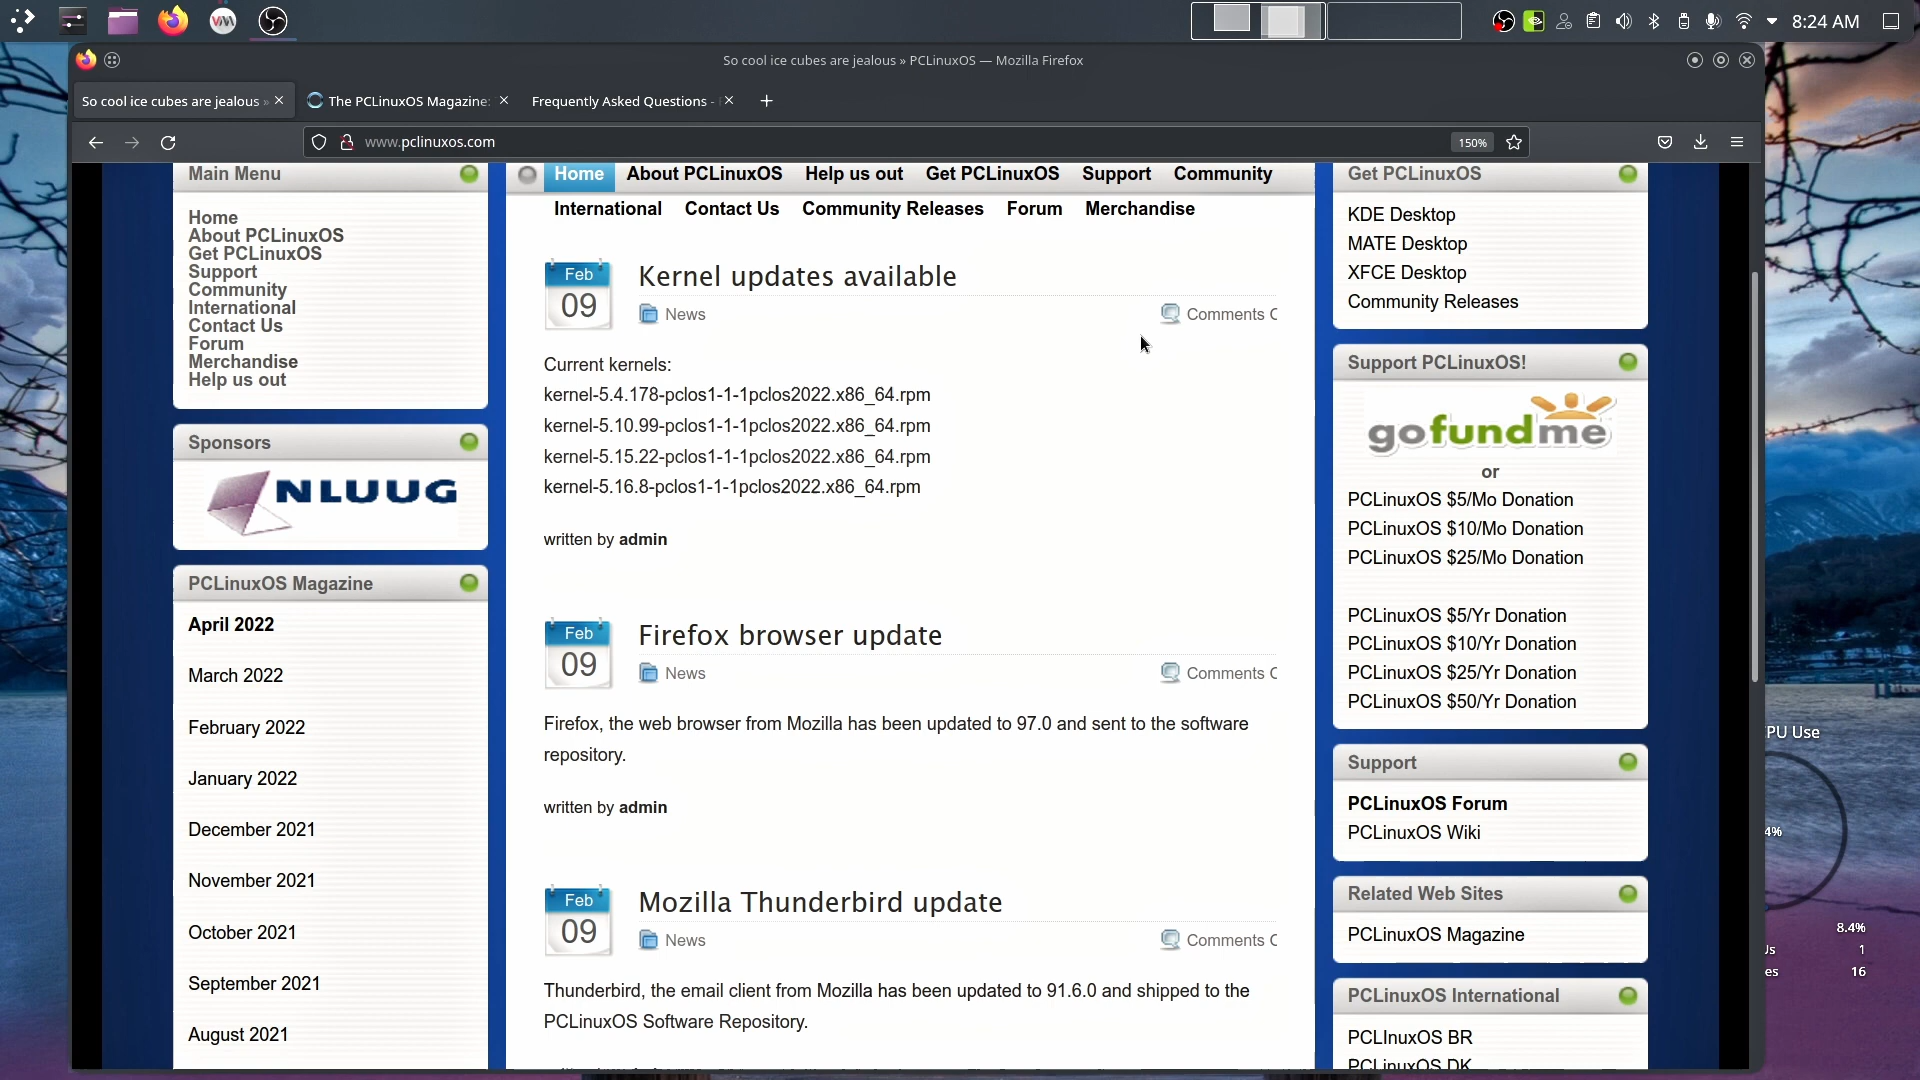 8:24 AM
So cool ice cubes are jealous » PCLinuxOS — Mozilla Firefox
So cool ice cubes are jealous »
The PCLinuxOS Magazine:
Frequently Asked Questions -
www.pclinuxos.com
150%
Main Menu
Home
About PCLinuxOS
Get PCLinuxOS
Support
Community
International
Contact Us
Forum
Merchandise
Help us out
Sponsors
NLUUG
PCLinuxOS Magazine
April 2022
March 2022
February 2022
January 2022
December 2021
November 2021
October 2021
September 2021
August 2021
Home About PCLinuxOS Help us out Get PCLinuxOS Support Community
International Contact Us Community Releases Forum Merchandise
Feb
09
Kernel updates available
News
Comments
Current kernels:
kernel-5.4.178-pclos1-1-1pclos2022.x86_64.rpm
kernel-5.10.99-pclos1-1-1pclos2022.x86_64.rpm
kernel-5.15.22-pclos1-1-1pclos2022.x86_64.rpm
kernel-5.16.8-pclos1-1-1pclos2022.x86_64.rpm
written by admin
Feb
09
Firefox browser update
News
Comments
Firefox, the web browser from Mozilla has been updated to 97.0 and sent to the software
repository.
written by admin
Feb
09
Mozilla Thunderbird update
News
Comments
Thunderbird, the email client from Mozilla has been updated to 91.6.0 and shipped to the
PCLinuxOS Software Repository.
Get PCLinuxOS
KDE Desktop
MATE Desktop
XFCE Desktop
Community Releases
Support PCLinuxOS!
gofundme
or
PCLinuxOS $5/Mo Donation
PCLinuxOS $10/Mo Donation
PCLinuxOS $25/Mo Donation
PCLinuxOS $5/Yr Donation
PCLinuxOS $10/Yr Donation
PCLinuxOS $25/Yr Donation
PCLinuxOS $50/Yr Donation
Support
PCLinuxOS Forum
PCLinuxOS Wiki
Related Web Sites
PCLinuxOS Magazine
PCLinuxOS International
PCLInuxOS BR
PCLinuxOS DK
PU Use
4%
8.4%
1
16